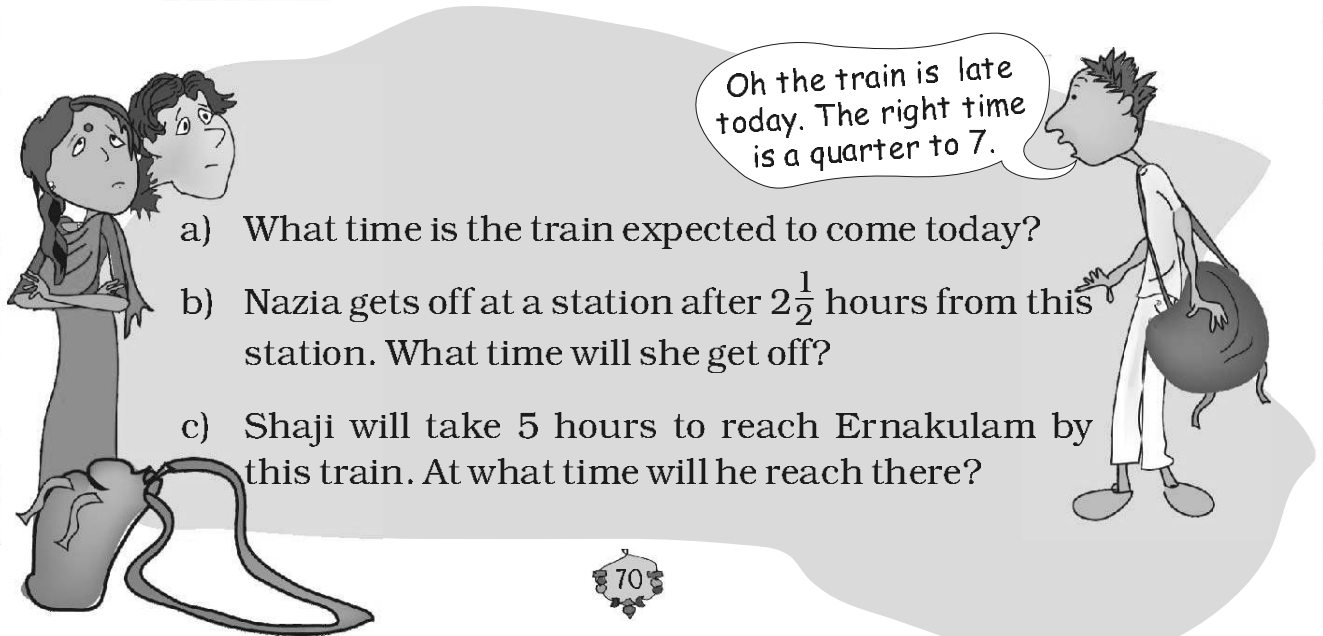 Oh the train is late
today. The right time
is a quarter to 7.
a) What time is the train expected to come today?
b) Nazia gets off at a station after 2 1/2 hours from this
station. What time will she get off?
c) Shaji will take 5 hours to reach Ernakulam by
this train. At what time will he reach there?
70